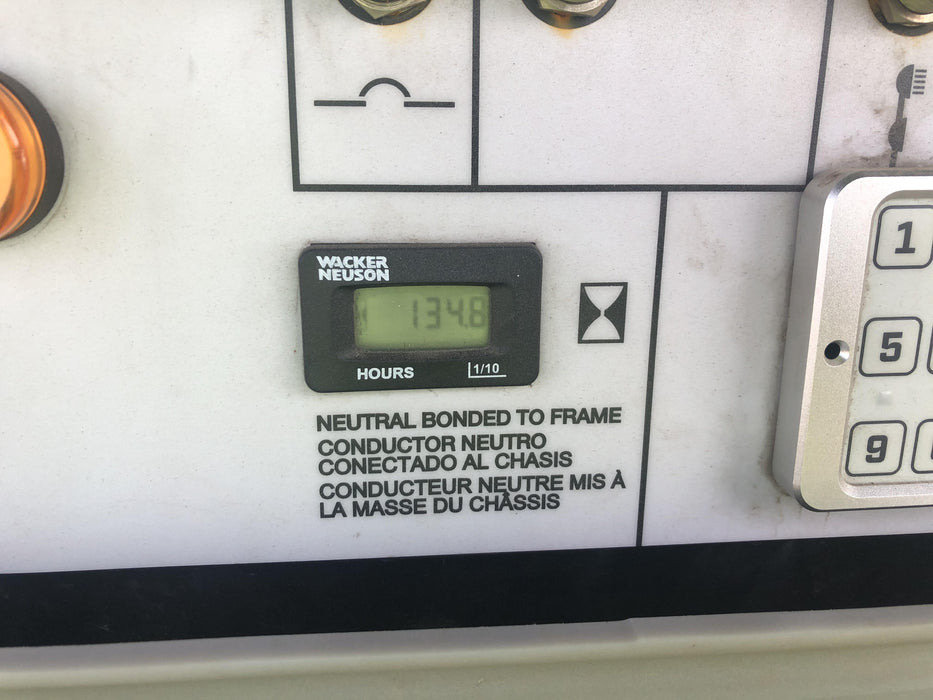 WACKER
NEUSON
134.8
HOURS
1/10
NEUTRAL BONDED TO FRAME
CONDUCTOR NEUTRO
CONECTADO AL CHASIS
CONDUCTEUR NEUTRE MIS À
LA MASSE DU CHÂSSIS
1
5
9